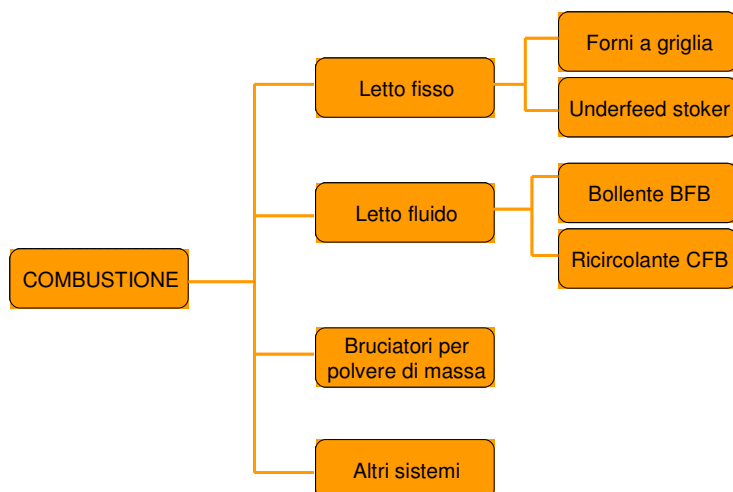 Forni a griglia
Letto fisso
Underfeed stoker
Bollente BFB
Letto fluido
Ricircolante CFB
COMBUSTIONE
Bruciatori per
polvere di massa
Altri sistemi